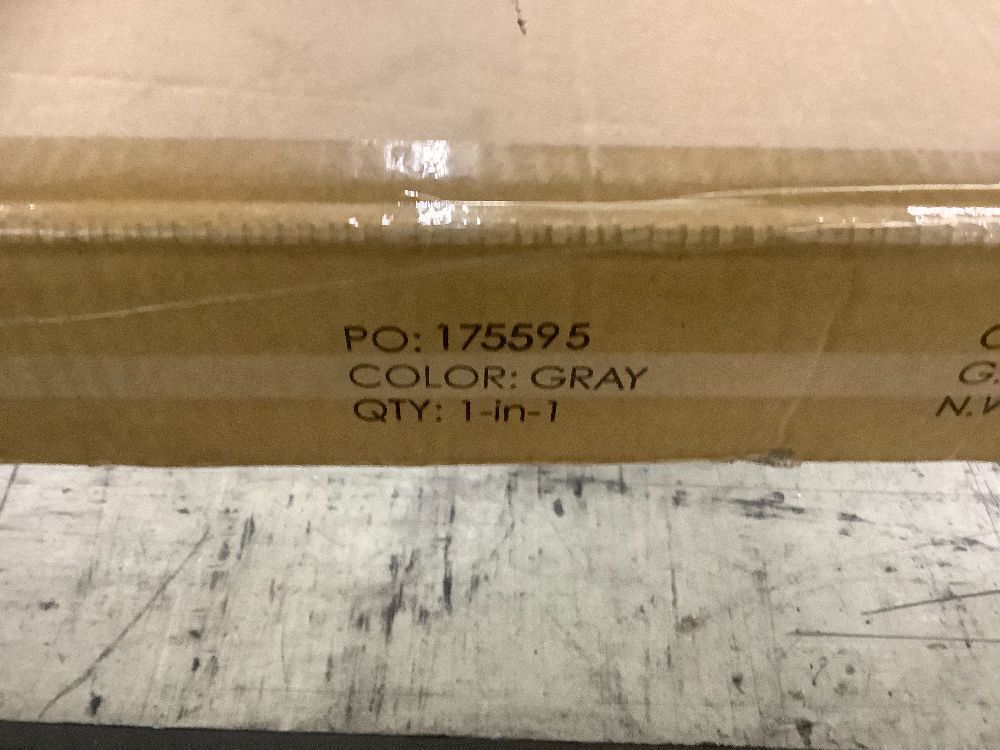 PO: 175595
COLOR: GRAY
QTY: 1-in-1
G.